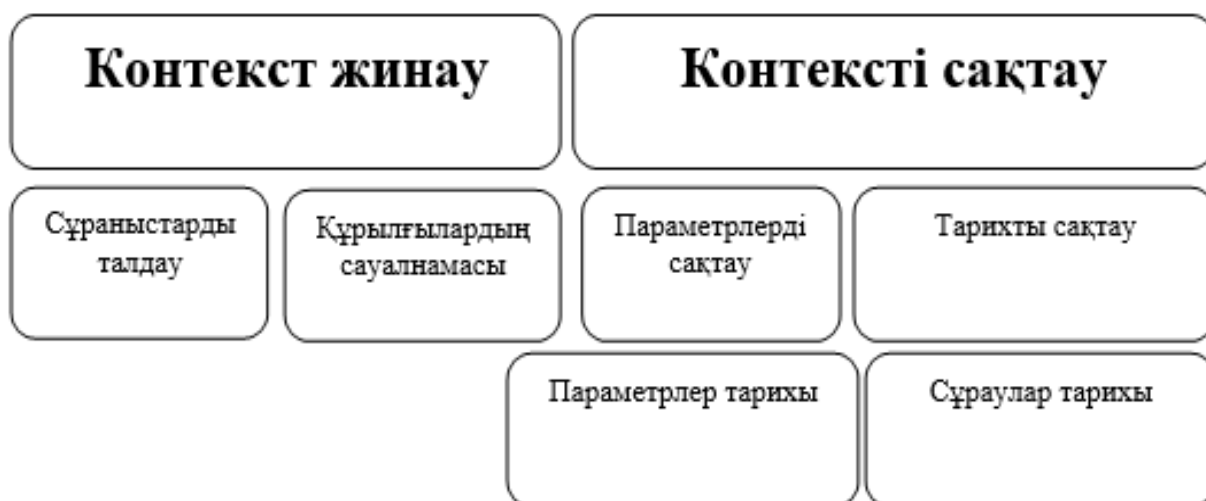 Контекст жинау
Контексті сақтау
Сұраныстарды
талдау
Құрылғылардың
сауалнамасы
Параметрлерді
сақтау
Тарихты сақтау
Параметрлер тарихы
Сұраулар тарихы